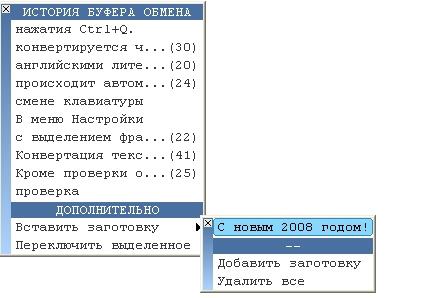 ИСТОРИЯ БУФЕРА ОБМЕНА
нажатия Ctrl+Q.
конвертируется ч...(30)
английскими лите...(20)
происходит автом...(24)
смене клавиатуры
В меню Настройки
с выделением фра...(22)
Конвертация текс...(41)
Кроме проверки о...(25)
проверка
ДОПОЛНИТЕЛЬНО
Вставить заготовку
Переключить выделенное
С новым 2008 годом!
--
Добавить заготовку
Удалить все